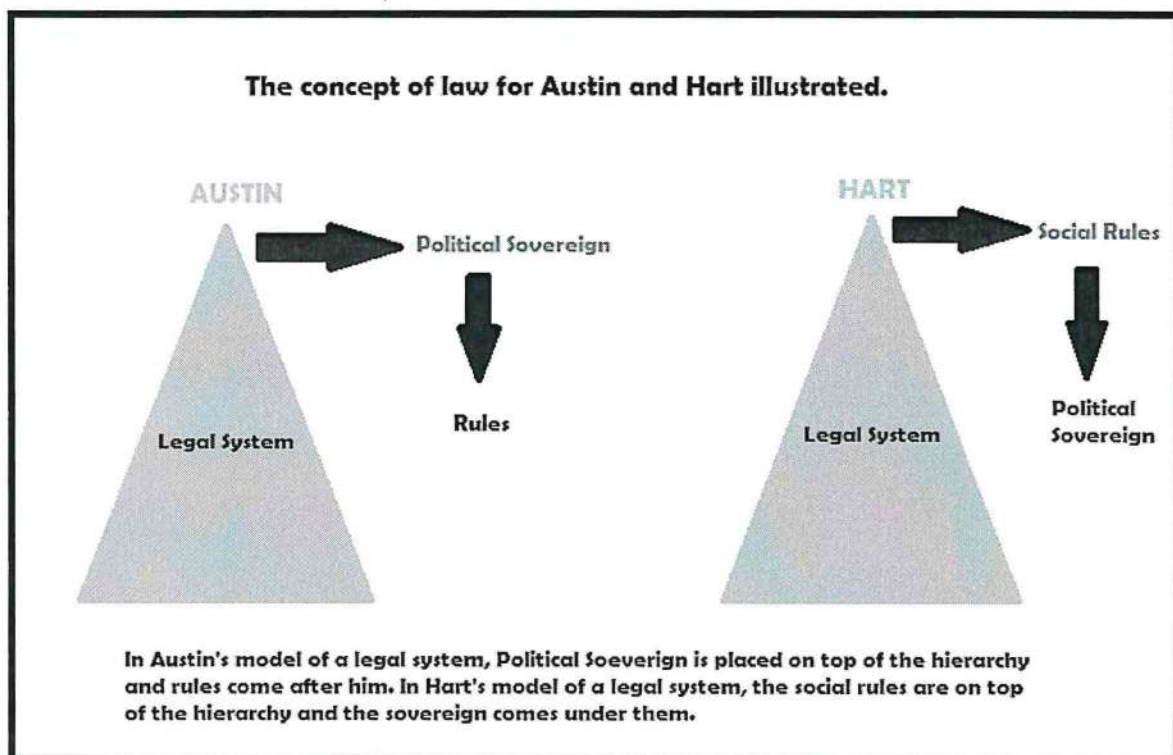 The concept of law for Austin and Hart illustrated.
AUSTIN
Political Sovereign
Rules
Legal System
HART
Social Rules
Political
Sovereign
Legal System
In Austin's model of a legal system, Political Soeverign is placed on top of the hierarchy
and rules come after him. In Hart's model of a legal system, the social rules are on top
of the hierarchy and the sovereign comes under them.